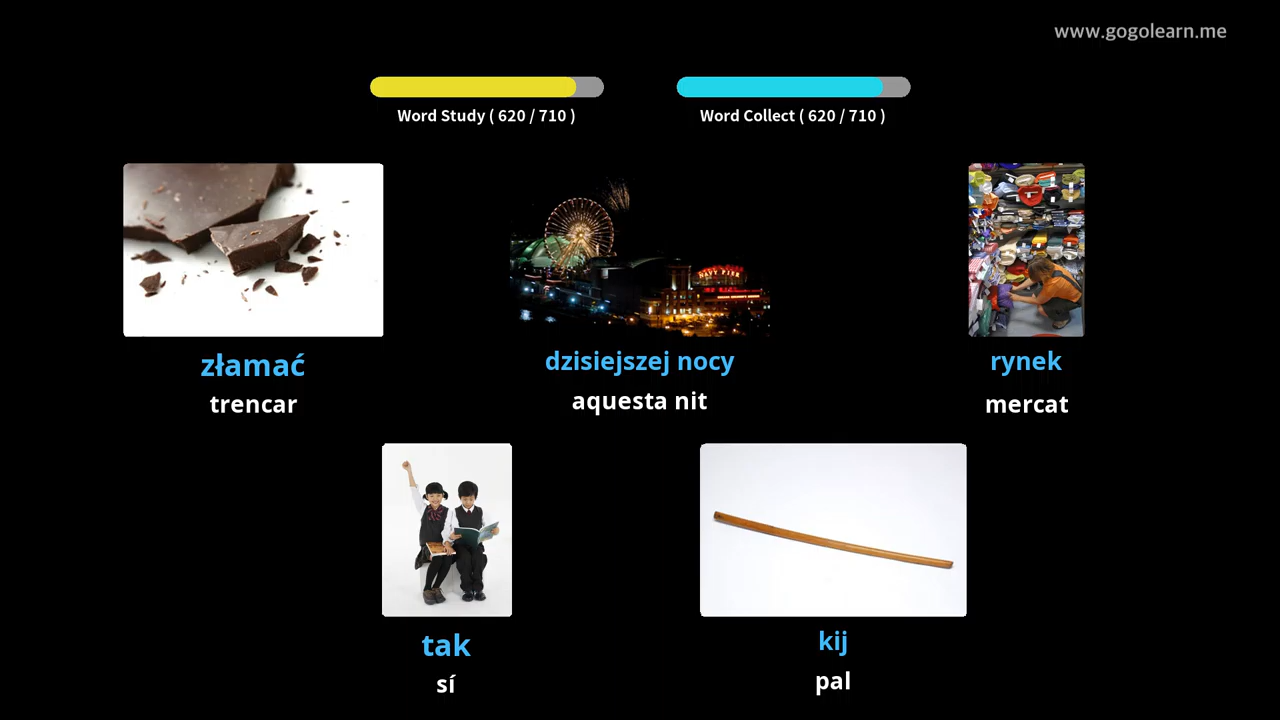 www.gogolearn.me
Word Study ( 620 / 710 )
Word Collect ( 620 / 710 )
złamać
trencar
dzisiejszej nocy
aquesta nit
rynek
mercat
tak
sí
kij
pal